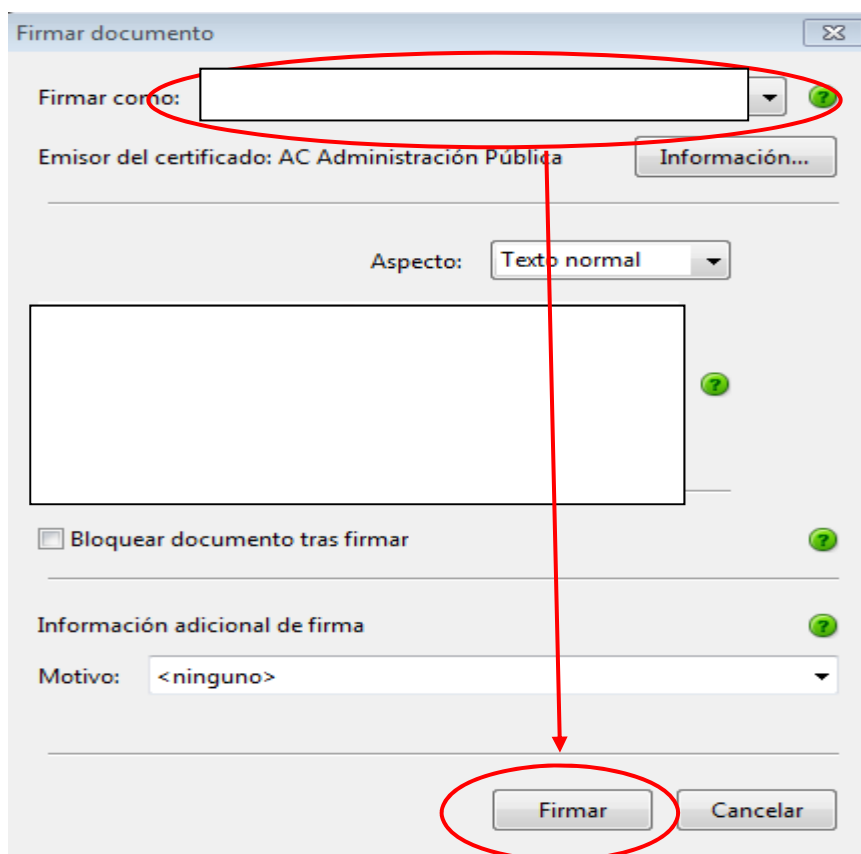 Firmar documento
Firmar como:
Emisor del certificado: AC Administración Pública Información...
Aspecto: Texto normal
Bloquear documento tras firmar
Información adicional de firma
Motivo: <ninguno>
Firmar Cancelar